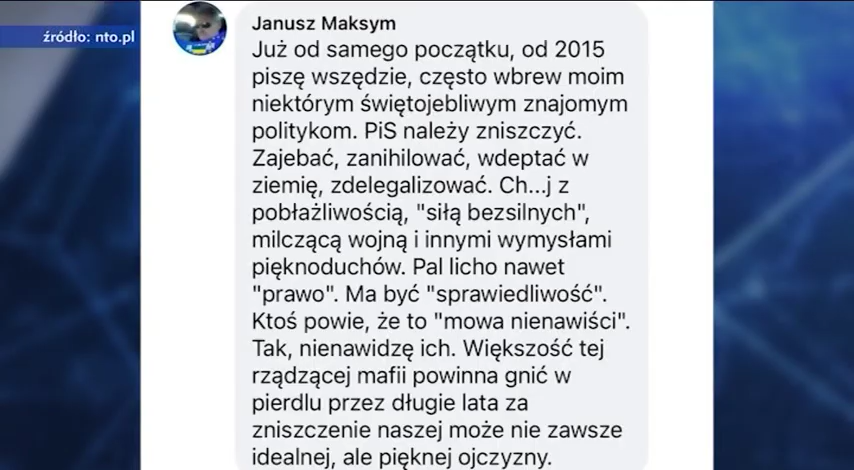 źródło: nto.pl
Janusz Maksym
Już od samego początku, od 2015
piszę wszędzie, często wbrew moim
niektórym świętojebliwym znajomym
politykom. PiS należy zniszczyć.
Zajebać, zanihilować, wdeptać w
ziemię, zdelegalizować. Ch...j z
pobłażliwością, "siłą bezsilnych",
milczącą wojną i innymi wymysłami
pięknoduchów. Pal licho nawet
"prawo". Ma być "sprawiedliwość".
Ktoś powie, że to "mowa nienawiści".
Tak, nienawidzę ich. Większość tej
rządzącej mafii powinna gnić w
pierdlu przez długie lata za
zniszczenie naszej może nie zawsze
idealnej, ale pięknej ojczyzny.